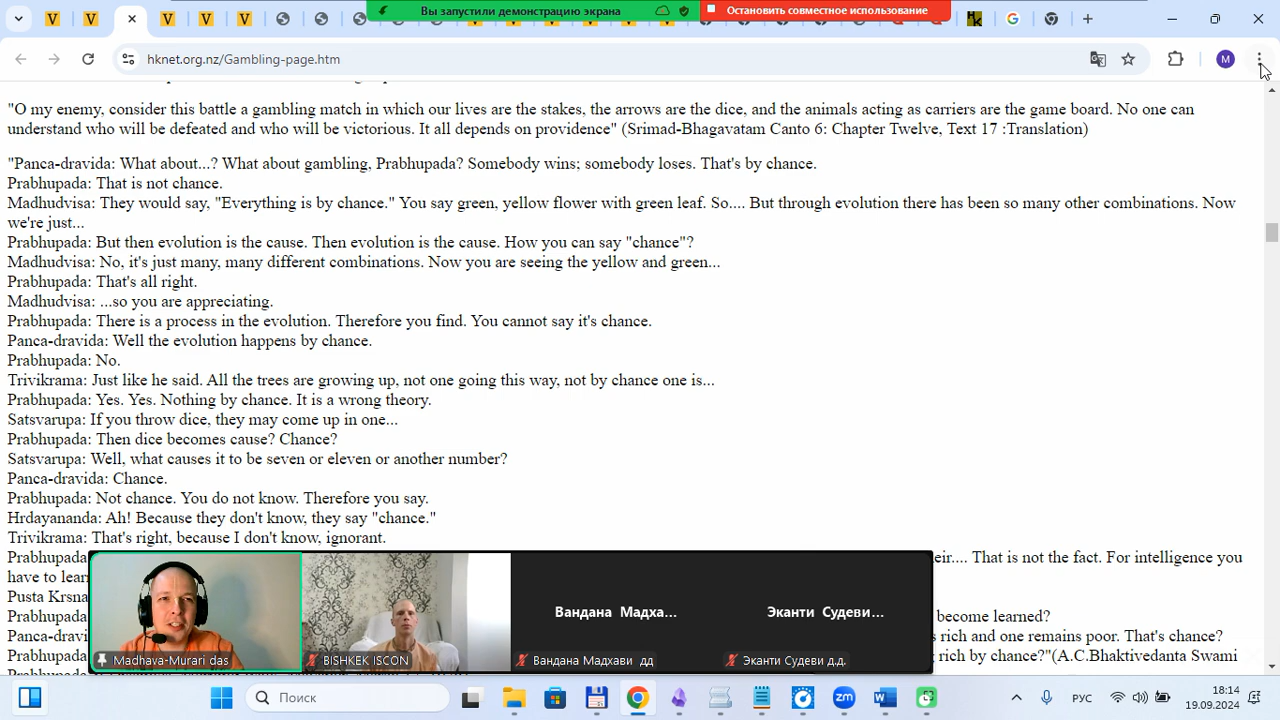 Вы запустили демонстрацию экрана
Остановить совместное использование
hknet.org.nz/Gambling-page.htm
M
"O my enemy, consider this battle a gambling match in which our lives are the stakes, the arrows are the dice, and the animals acting as carriers are the game board. No one can
understand who will be defeated and who will be victorious. It all depends on providence" (Srimad-Bhagavatam Canto 6: Chapter Twelve, Text 17 :Translation)
"Panca-dravida: What about...? What about gambling, Prabhupada? Somebody wins; somebody loses. That's by chance.
Prabhupada: That is not chance.
Madhudvisa: They would say, "Everything is by chance." You say green, yellow flower with green leaf. So.... But through evolution there has been so many other combinations. Now
we're just...
Prabhupada: But then evolution is the cause. Then evolution is the cause. How you can say "chance"?
Madhudvisa: No, it's just many, many different combinations. Now you are seeing the yellow and green...
Prabhupada: That's all right.
Madhudvisa: ...so you are appreciating.
Prabhupada: There is a process in the evolution. Therefore you find. You cannot say it's chance.
Panca-dravida: Well the evolution happens by chance.
Prabhupada: No.
Trivikrama: Just like he said. All the trees are growing up, not one going this way, not by chance one is...
Prabhupada: Yes. Yes. Nothing by chance. It is a wrong theory.
Satsvarupa: If you throw dice, they may come up in one...
Prabhupada: Then dice becomes cause? Chance?
Satsvarupa: Well, what causes it to be seven or eleven or another number?
Panca-dravida: Chance.
Prabhupada: Not chance. You do not know. Therefore you say.
Hrdayananda: Ah! Because they don't know, they say "chance."
Trivikrama: That's right, because I don't know, ignorant.
Prabhupada
heir.... That is not the fact. For intelligence you
have to lear
Pusta Krsna
Prabhupada
become learned?
Panca-dravi
s rich and one remains poor. That's chance?
Prabhupada
rich by chance?"(A.C.Bhaktivedanta Swami
Вандана Мадха...
Эканти Судеви...
Madhava-Murari das
BISHKEK ISCON
Вандана Мадхави дд
Эканти Судеви д.д.
Поиск
zm
РУС
18:14
19.09.2024